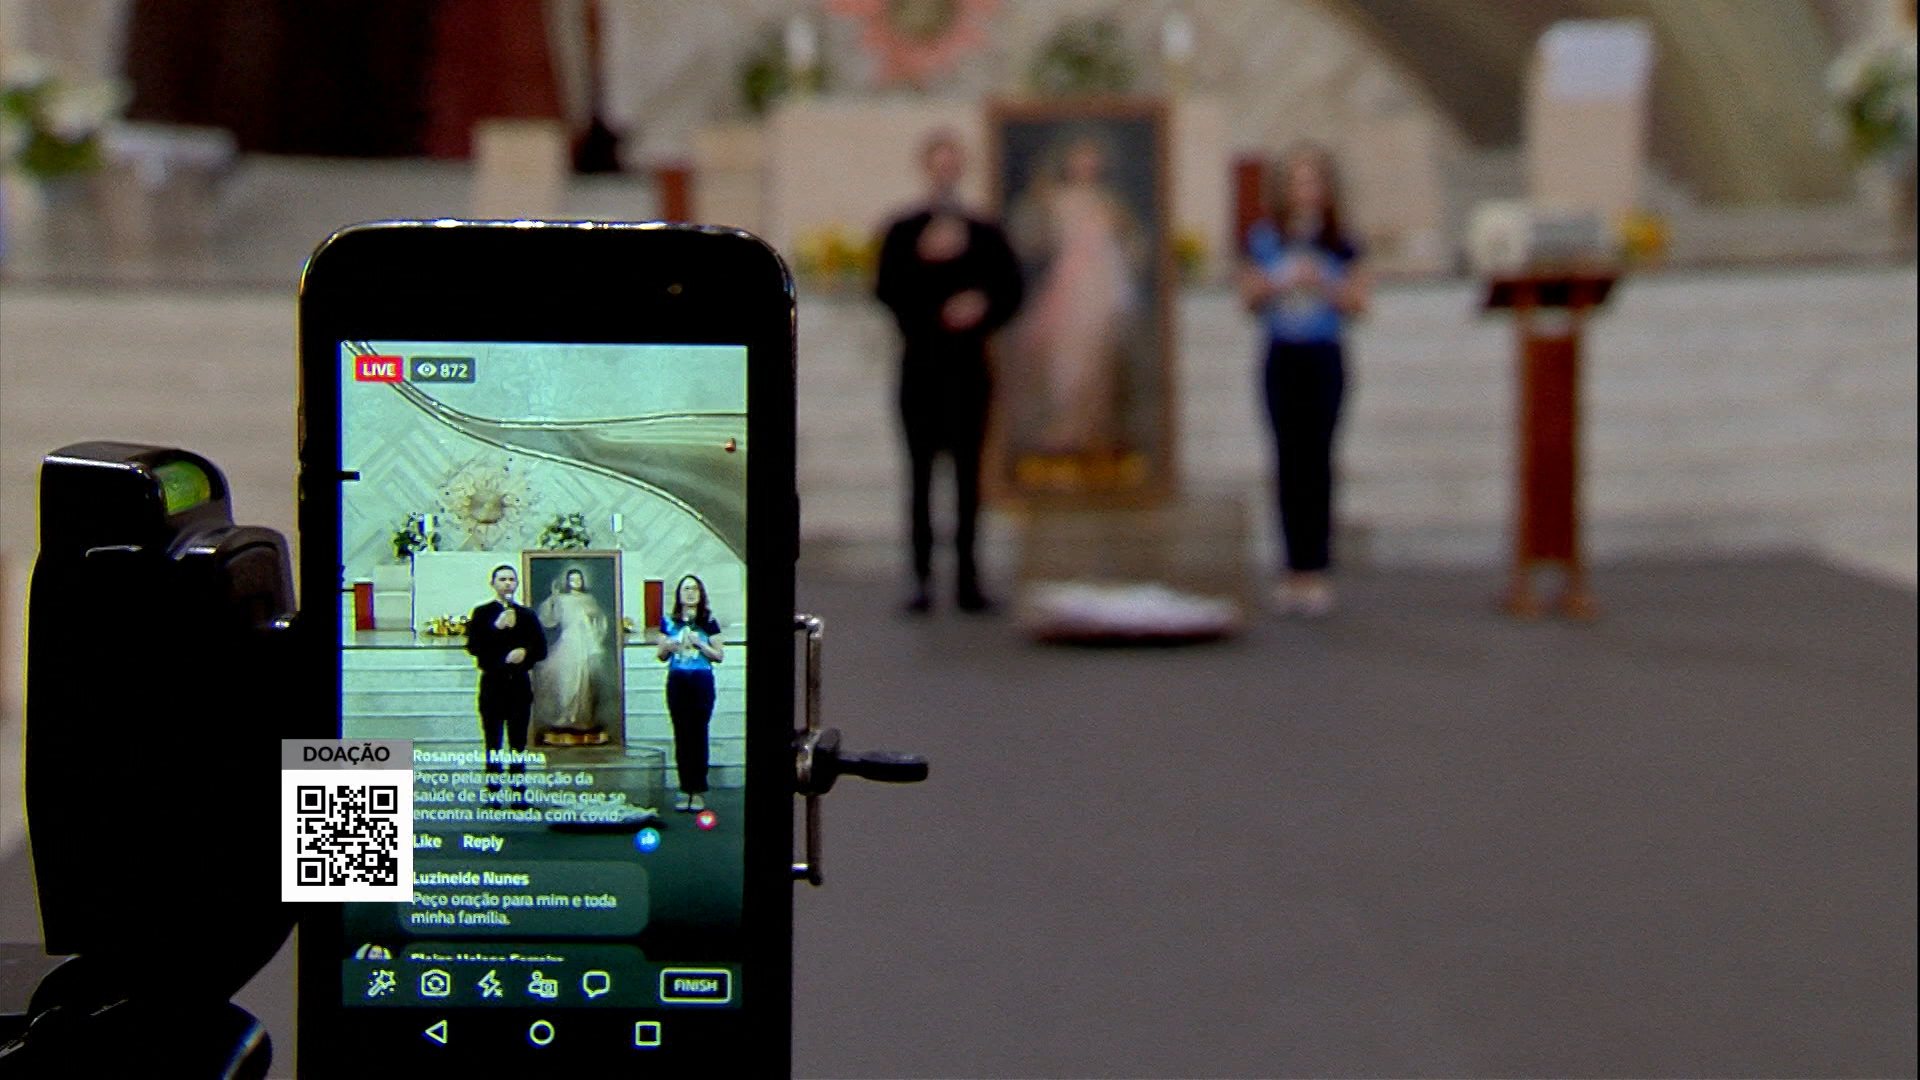 LIVE 872
DOAÇÃO
Rosangela Malvina
Peço pela recuperação da
saúde de Evélin Oliveira que se
encontra internada com covid.
Like Reply
Luzineide Nunes
Peço oração para mim e toda
minha família.
FINISH